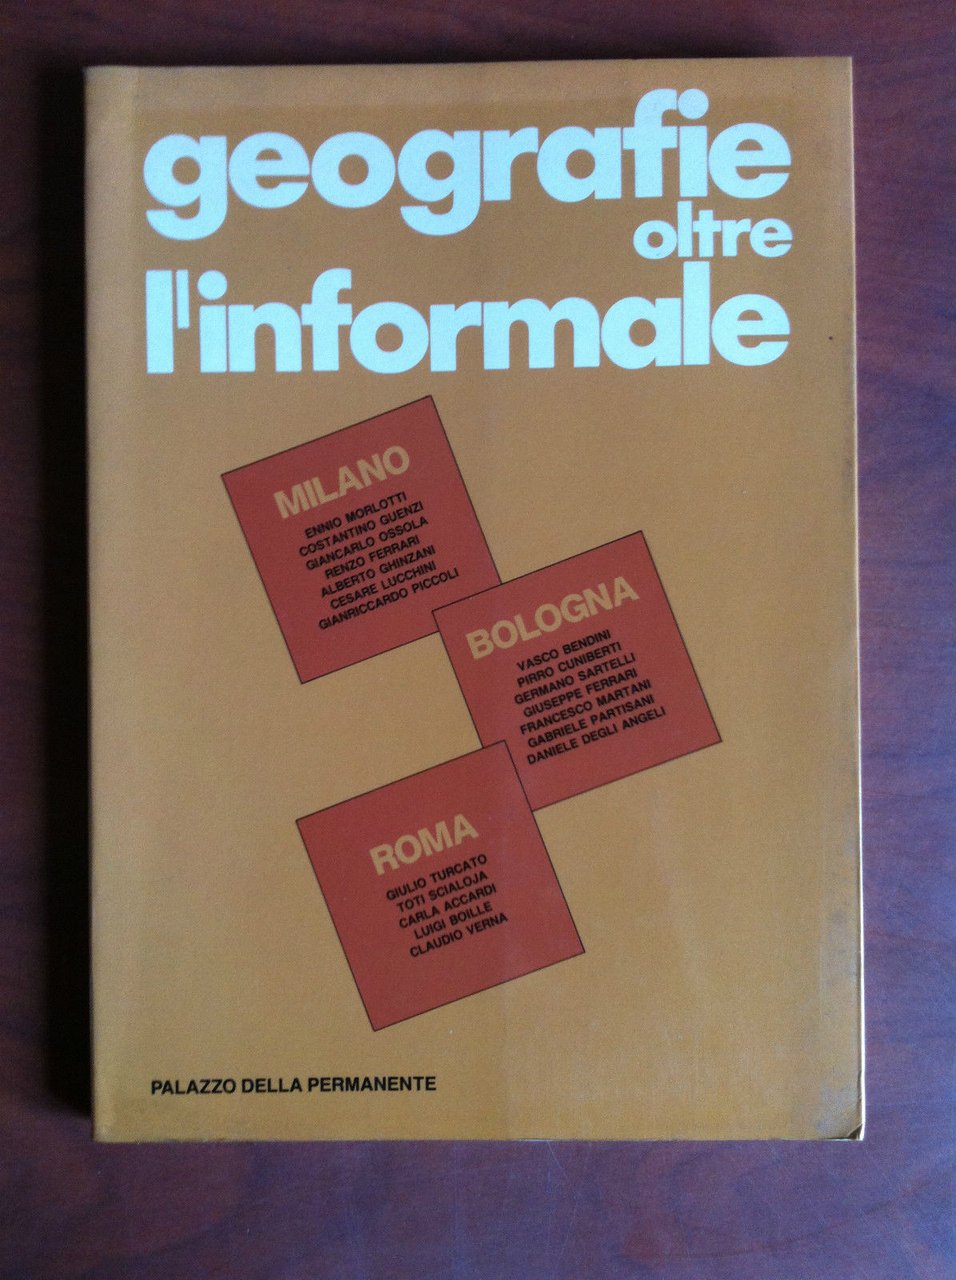 geografie
oltre
l'informale
MILANO
ENNIO MORLOTTI
COSTANTINO GUENZI
GIANCARLO OSSOLA
RENZO FERRARI
ALBERTO GHINZANI
CESARE LUCCHINI
GIANRICCARDO PICCOLI
BOLOGNA
VASCO BENDINI
PIRRO CUNIBERTI
GERMANO SARTELLI
GIUSEPPE FERRARI
FRANCESCO MARTANI
GABRIELE PARTISANI
DANIELE DEGLI ANGELI
ROMA
GIULIO TURCATO
TOTI SCIALOJA
CARLA ACCARDI
LUIGI BOILLE
CLAUDIO VERNA
PALAZZO DELLA PERMANENTE